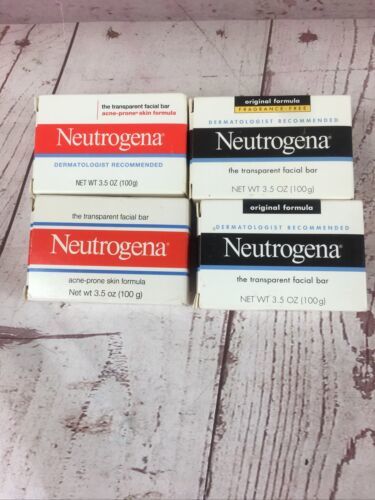 the transparent facial bar
acne-prone skin formula
Neutrogena®
DERMATOLOGIST RECOMMENDED
NET WT 3.5 OZ (100g)
original formula
FRAGRANCE-FREE
DERMATOLOGIST RECOMMENDED
Neutrogena®
the transparent facial bar
NET WT 3.5 OZ (100g)
the transparent facial bar
Neutrogena®
acne-prone skin formula
Net wt 3.5 oz (100 g)
original formula
DERMATOLOGIST RECOMMENDED
Neutrogena®
the transparent facial bar
NET WT 3.5 OZ (100g)